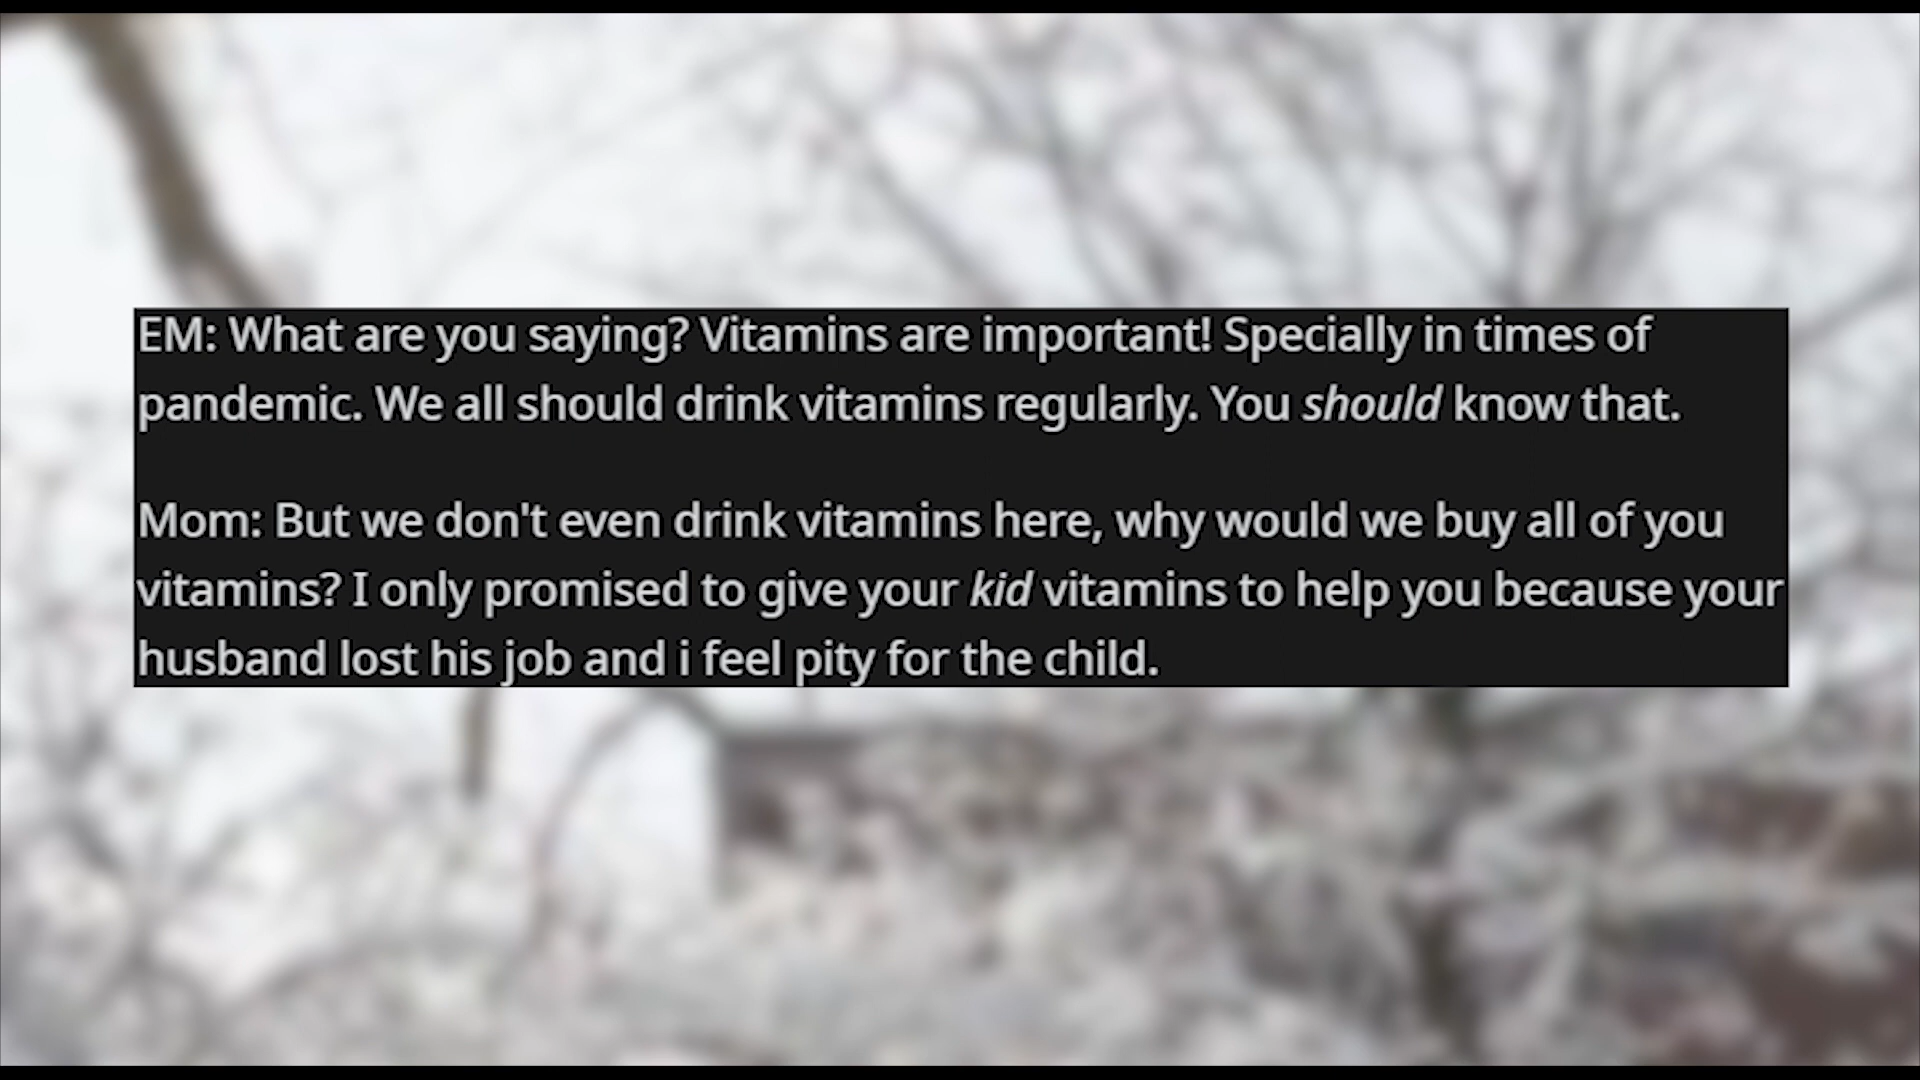 EM: What are you saying? Vitamins are important! Specially in times of
pandemic. We all should drink vitamins regularly. You should know that.
Mom: But we don't even drink vitamins here, why would we buy all of you
vitamins? I only promised to give your kid vitamins to help you because your
husband lost his job and i feel pity for the child.